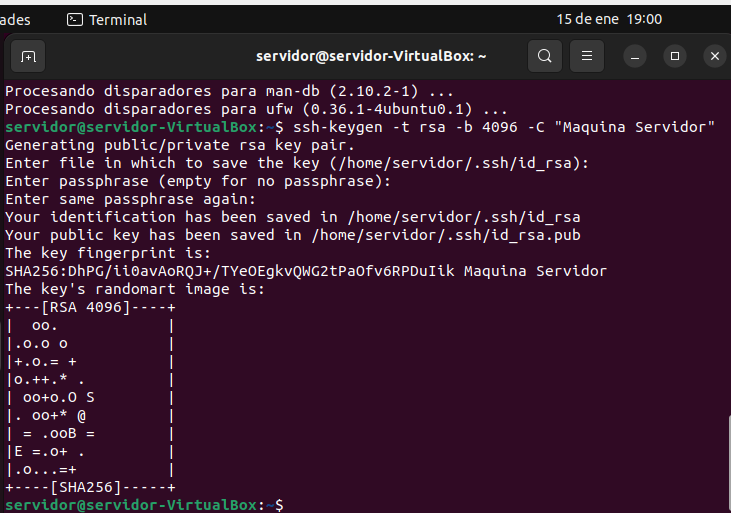 ades Terminal 15 de ene 19:00
servidor@servidor-VirtualBox: ~
Procesando disparadores para man-db (2.10.2-1) ...
Procesando disparadores para ufw (0.36.1-4ubuntu0.1) ...
servidor@servidor-VirtualBox:~$ ssh-keygen -t rsa -b 4096 -C "Maquina Servidor"
Generating public/private rsa key pair.
Enter file in which to save the key (/home/servidor/.ssh/id_rsa):
Enter passphrase (empty for no passphrase):
Enter same passphrase again:
Your identification has been saved in /home/servidor/.ssh/id_rsa
Your public key has been saved in /home/servidor/.ssh/id_rsa.pub
The key fingerprint is:
SHA256:DhPG/ii0avAoRQJ+/TYeOEgkvQWG2tPaOfv6RPDuIik Maquina Servidor
The key's randomart image is:
+---[RSA 4096]----+
|  oo.            |
|.o.o o           |
|+.o.= +          |
|o.++.* .         |
| oo+o.O S        |
|. oo+* @         |
| = .ooB =        |
|E =.o+ .         |
|.o...=+          |
+----[SHA256]-----+
servidor@servidor-VirtualBox:~$